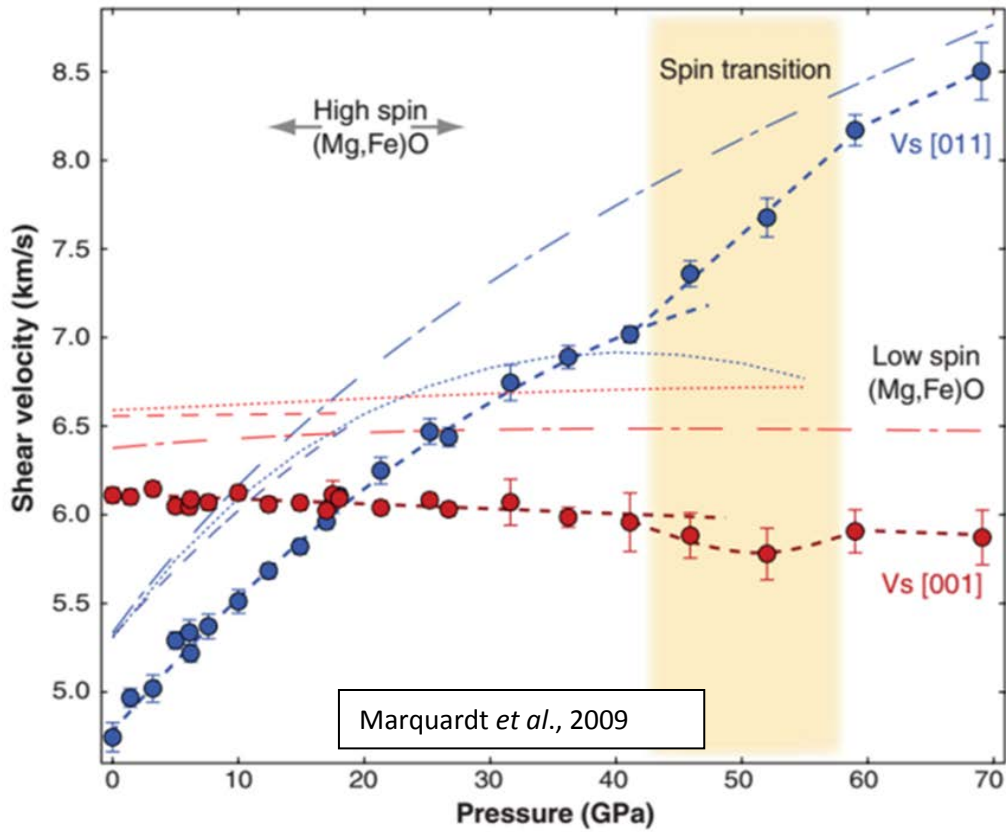 8.5
8.0
7.5
7.0
6.5
6.0
5.5
5.0
Shear velocity (km/s)
High spin
(Mg,Fe)O
Spin transition
Vs [011]
Low spin
(Mg,Fe)O
Vs [001]
Marquardt et al., 2009
0 10 20 30 40 50 60 70
Pressure (GPa)